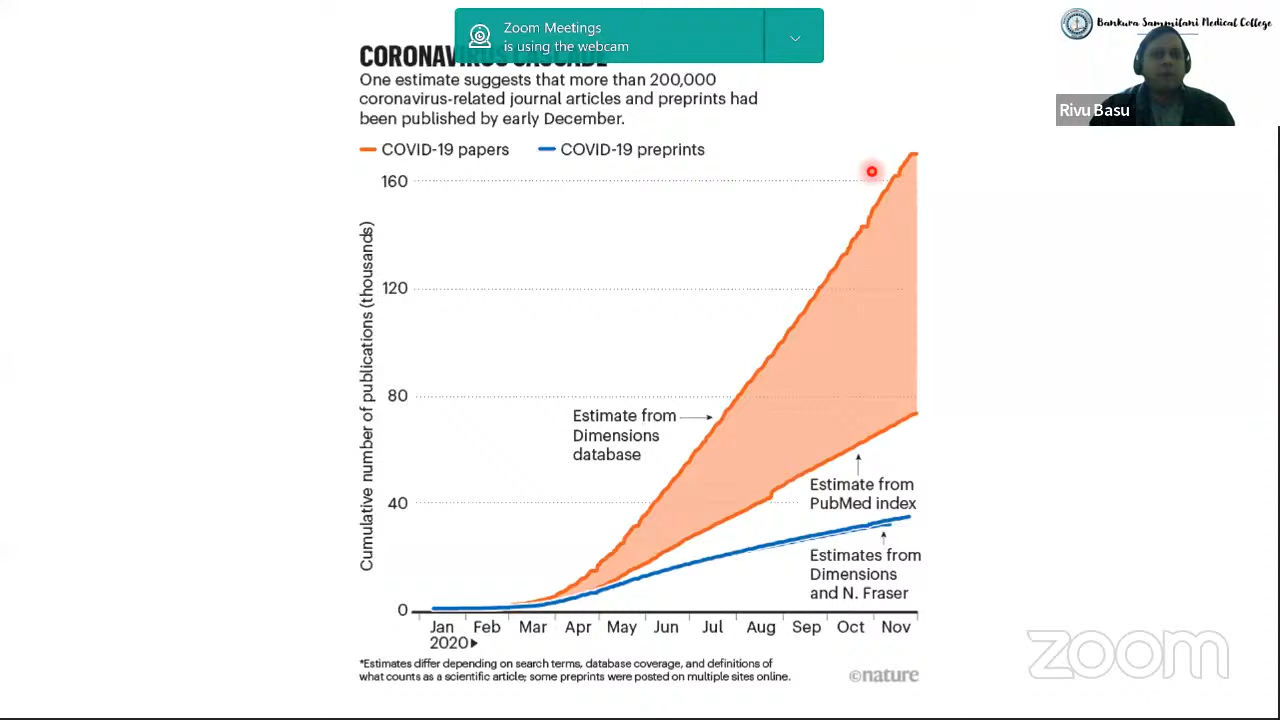 Zoom Meetings
is using the webcam
Bankura Sammilani Medical College
Rivu Basu
One estimate suggests that more than 200,000
coronavirus-related journal articles and preprints had
been published by early December.
COVID-19 papers COVID-19 preprints
Cumulative number of publications (thousands)
160
120
80
40
0
Estimate from
Dimensions
database
Estimate from
PubMed index
Estimates from
Dimensions
and N. Fraser
Jan Feb Mar Apr May Jun Jul Aug Sep Oct Nov
2020
*Estimates differ depending on search terms, database coverage, and definitions of
what counts as a scientific article; some preprints were posted on multiple sites online.
©nature
zoom